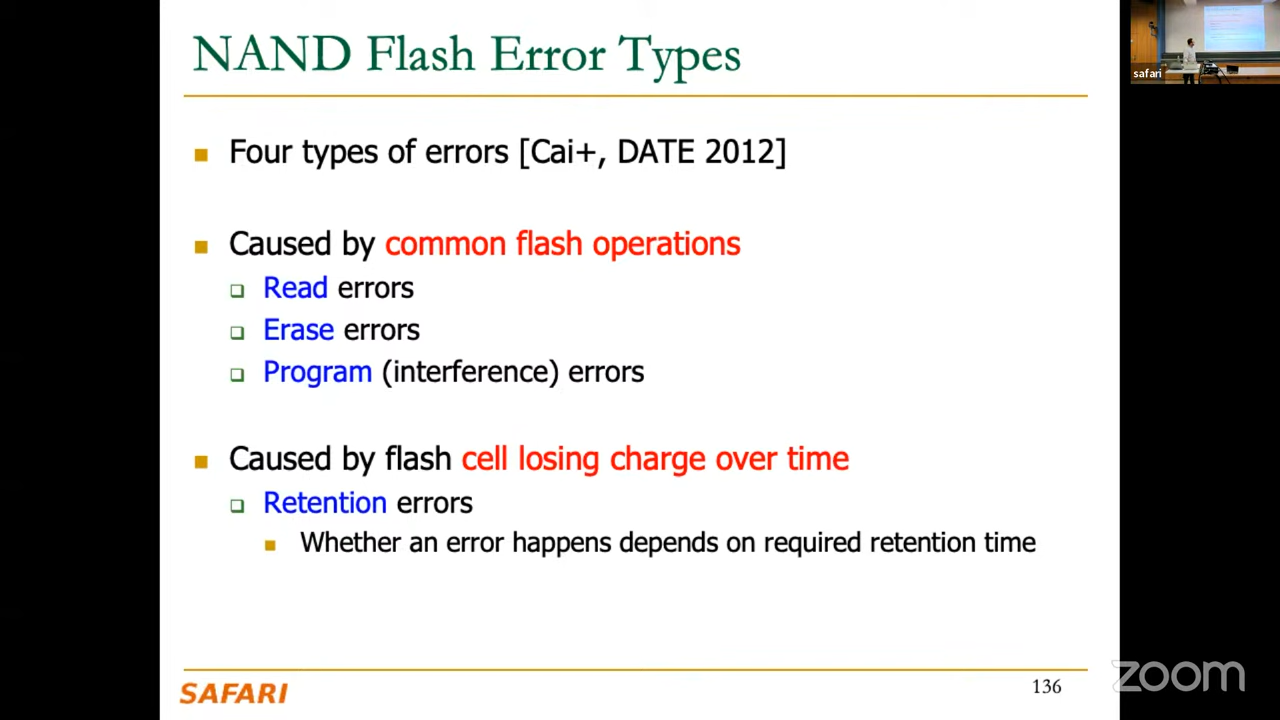 NAND Flash Error Types
safari
Four types of errors [Cai+, DATE 2012]
Caused by common flash operations
Read errors
Erase errors
Program (interference) errors
Caused by flash cell losing charge over time
Retention errors
Whether an error happens depends on required retention time
SAFARI
136
zoom